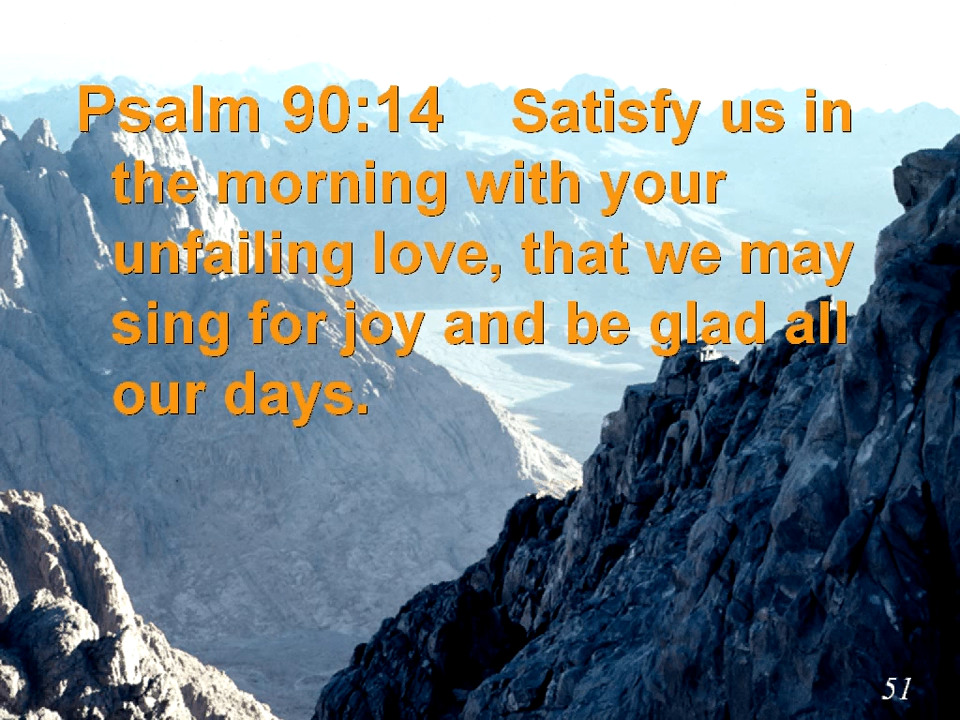 Psalm 90:14 Satisfy us in
the morning with your
unfailing love, that we may
sing for joy and be glad all
our days.
51